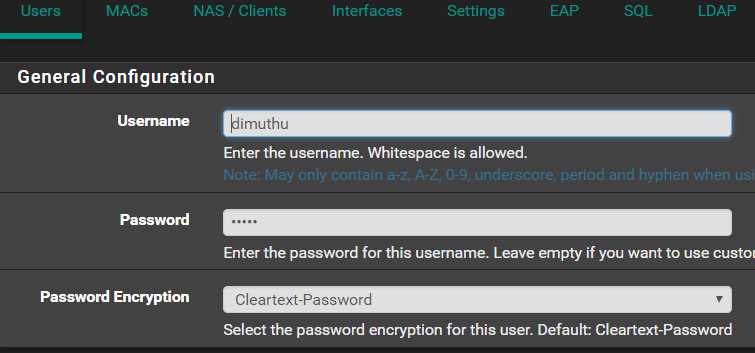 Users MACs NAS / Clients Interfaces Settings EAP SQL LDAP
General Configuration
Username dimuthu
Enter the username. Whitespace is allowed.
Note: May only contain a-z, A-Z, 0-9, underscore, period and hyphen when usi
Password •••••
Enter the password for this username. Leave empty if you want to use custo
Password Encryption Cleartext-Password
Select the password encryption for this user. Default: Cleartext-Password